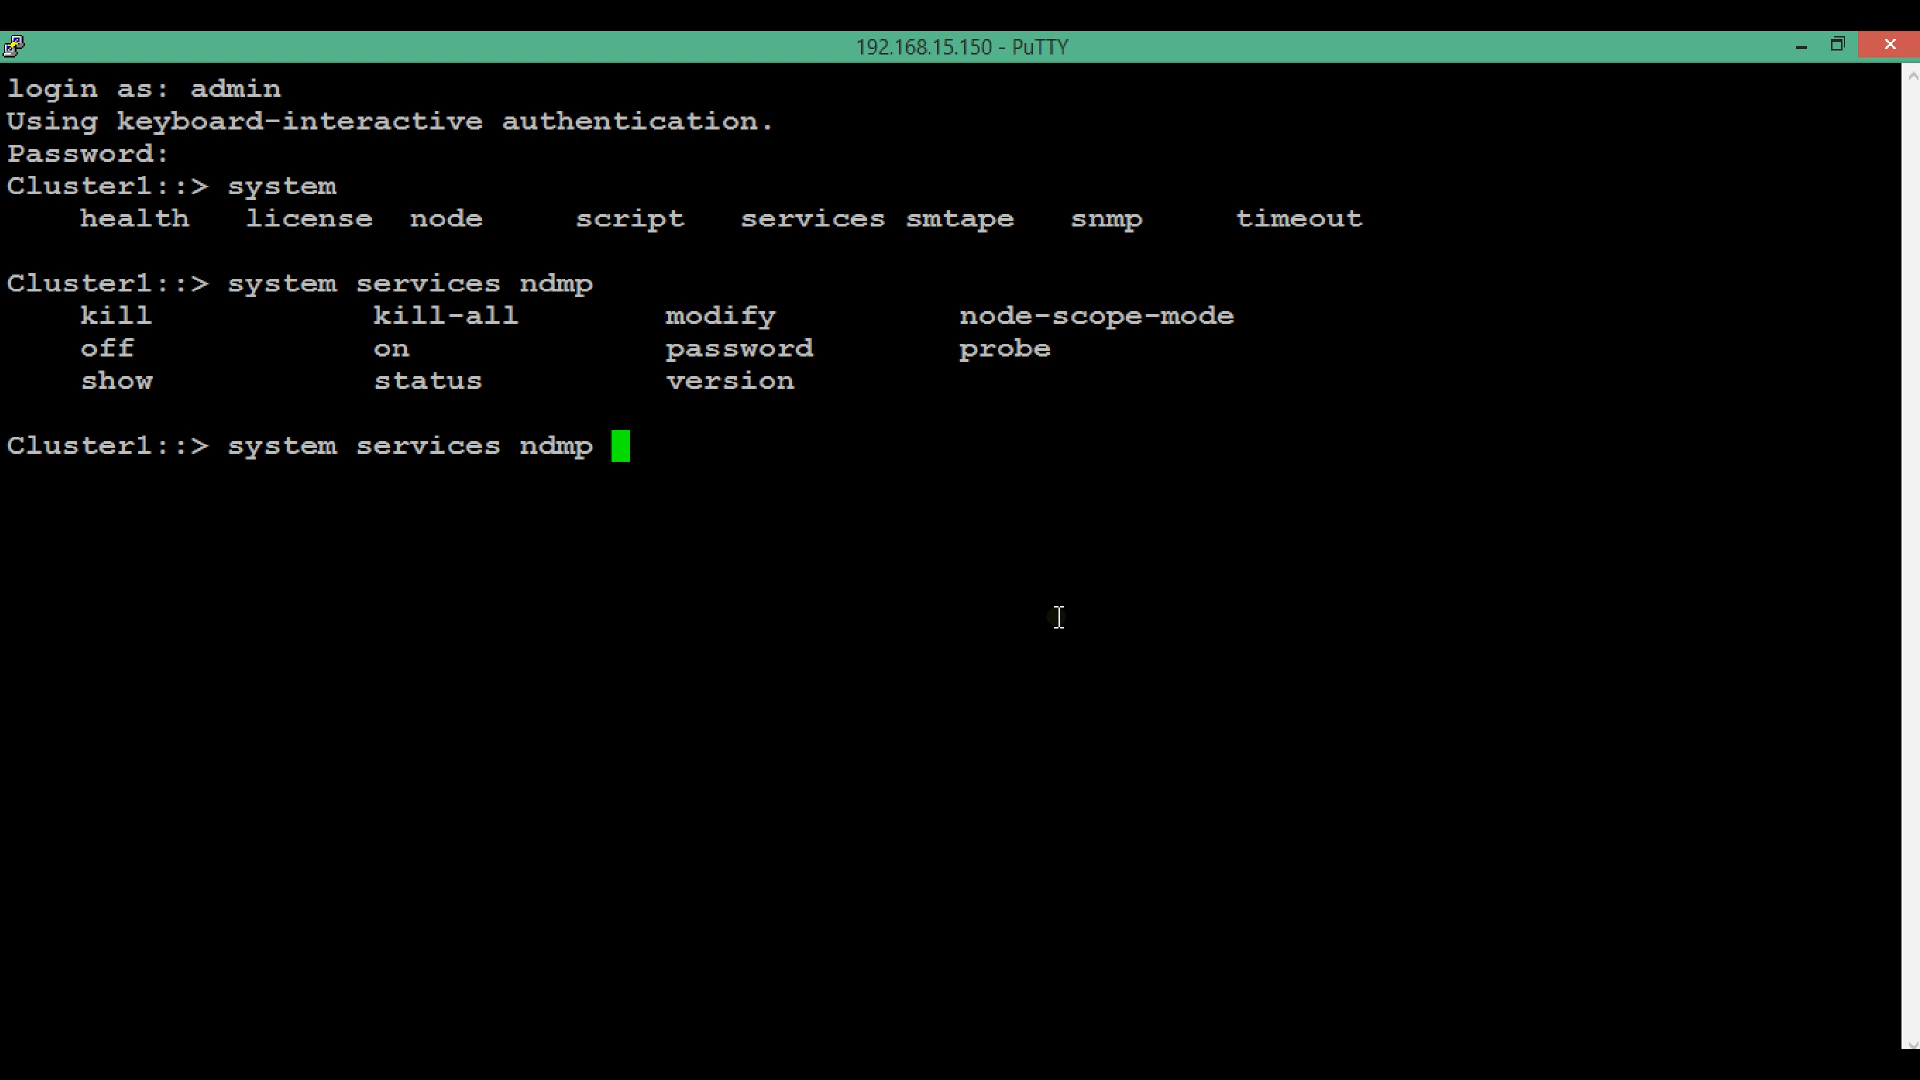 192.168.15.150 - PuTTY
login as: admin
Using keyboard-interactive authentication.
Password:
Cluster1::> system
health license node script services smtape snmp timeout
Cluster1::> system services ndmp
kill kill-all modify node-scope-mode
off on password probe
show status version
Cluster1::> system services ndmp